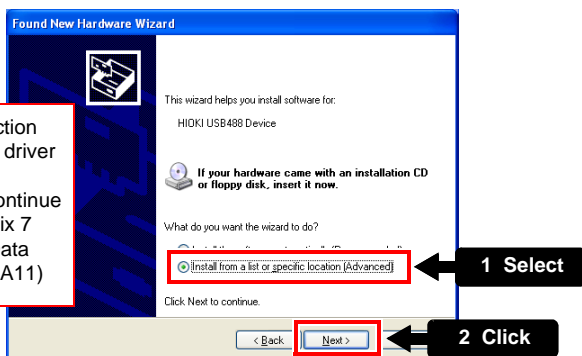 Found New Hardware Wizard
This wizard helps you install software for:
HIOKI USB488 Device
If your hardware came with an installation CD
or floppy disk, insert it now.
ction
driver
ontinue
ix 7
ata
A11)
What do you want the wizard to do?
Install from a list or specific location (Advanced)
1 Select
Click Next to continue.
< Back
Next >
2 Click